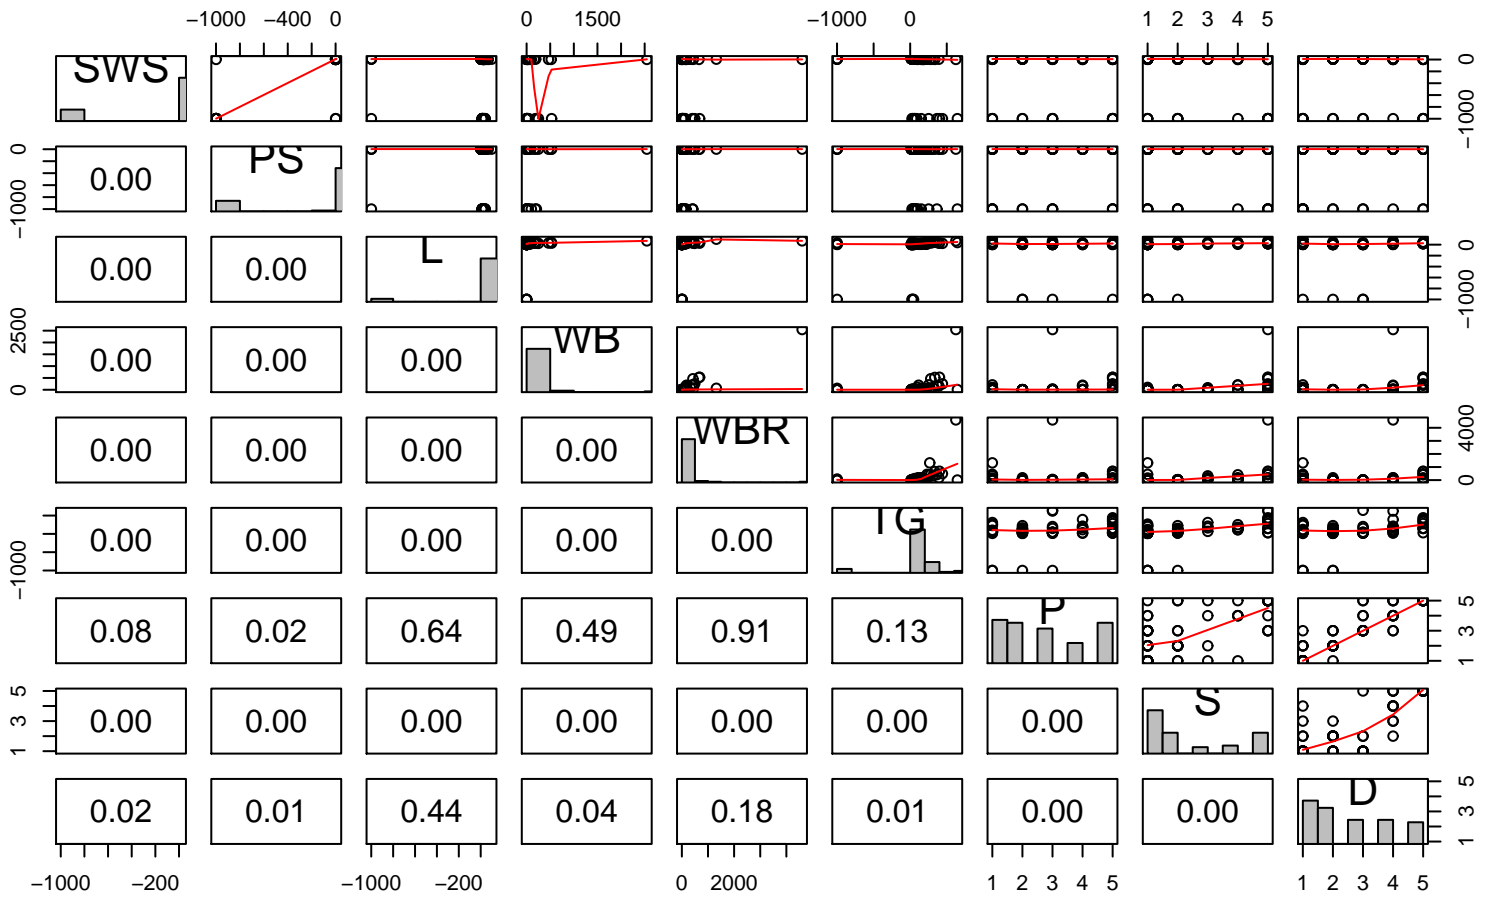 −1000 −400 0 0 1500 −1000 0 1 2 3 4 5
SWS 0 −1000
0 −1000 0.00 PS
0.00 0.00 L 0 −1000
2500 0 0.00 0.00 0.00 WB
0.00 0.00 0.00 0.00 WBR 4000 0
−1000 0.00 0.00 0.00 0.00 0.00 TG
0.08 0.02 0.64 0.49 0.91 0.13 P 5 3 1
5 3 1 0.00 0.00 0.00 0.00 0.00 0.00 0.00 S
0.02 0.01 0.44 0.04 0.18 0.01 0.00 0.00 D 5 3 1
−1000 −200 −1000 −200 0 2000 1 2 3 4 5 1 2 3 4 5